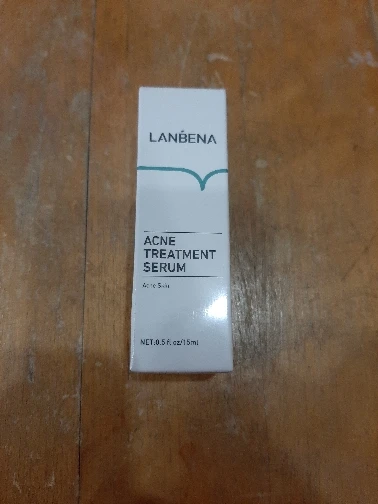 LANBENA
ACNE
TREATMENT
SERUM
Acne Skin
NET:0.5 fl oz/15ml